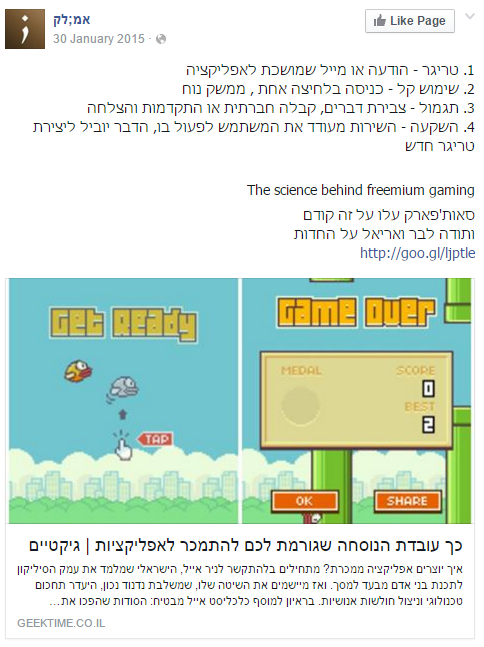 אמ;לק
Like Page
30 January 2015
1. טריגר - הודעה או מייל שמושכת לאפליקציה
2. שימוש קל - כניסה בלחיצה אחת , ממשק נוח
3. תגמול - צבירת דברים, קבלה חברתית או התקדמות והצלחה
4. השקעה - השירות מעודד את המשתמש לפעול בו, הדבר יוביל ליצירת
טריגר חדש
The science behind freemium gaming
סאות'פארק עלו על זה קודם
ותודה לבר ואריאל על החדות
http://goo.gl/ljptle
Get Ready
TAP
Game Over
MEDAL
SCORE
0
BEST
2
OK
SHARE
כך עובדת הנוסחה שגורמת לכם להתמכר לאפליקציות | גיקטיים
איך יוצרים אפליקציה ממכרת? מתחילים בלהתקשר לניר אייל, הישראלי שמלמד את עמק הסיליקון
לתכנת בני אדם מבעד למסך. ואז מיישמים את השיטה שלו, שמשלבת נדנוד נכון, היעדר תחכום
טכנולוגי וניצול חולשות אנושיות. בראיון למוסף כלכליסט אייל מבטיח: הסודות שהפכו את...
GEEKTIME.CO.IL